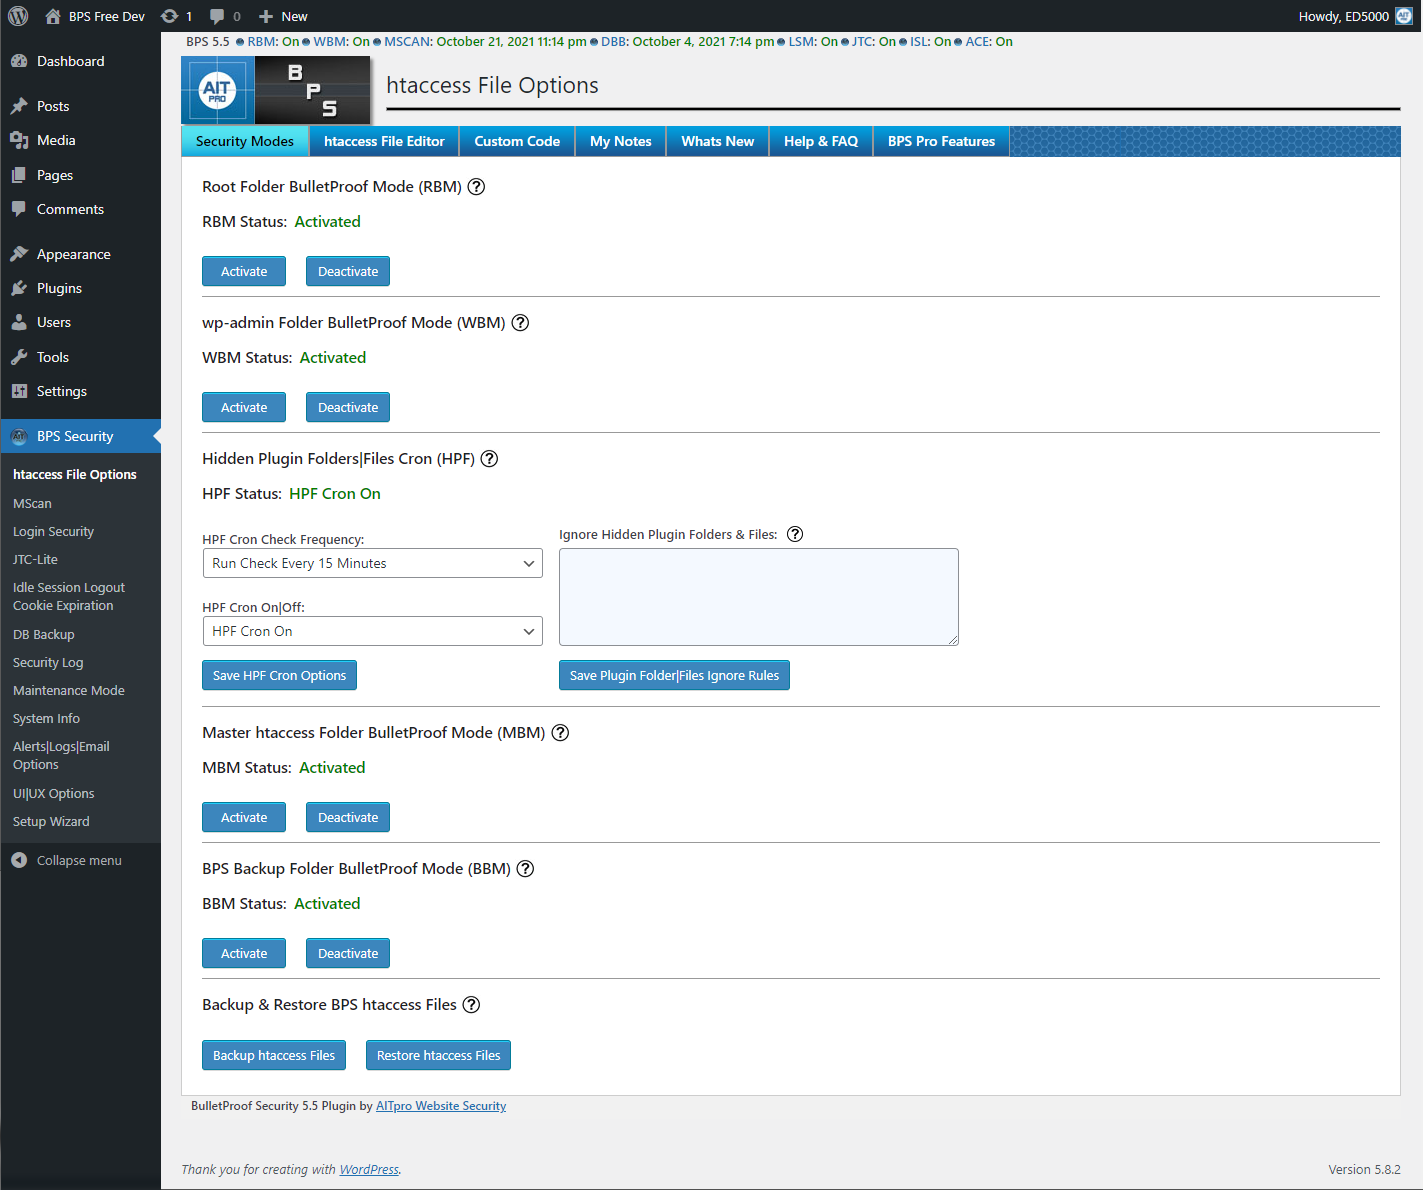 BPS Free Dev 1 0 New Howdy, ED5000
BPS 5.5 RBM: On WBM: On MSCAN: October 21, 2021 11:14 pm DBB: October 4, 2021 7:14 pm LSM: On JTC: On ISL: On ACE: On
AIT PRO
BPS
htaccess File Options
Dashboard
Posts
Media
Pages
Comments
Appearance
Plugins
Users
Tools
Settings
BPS Security
htaccess File Options
MScan
Login Security
JTC-Lite
Idle Session Logout
Cookie Expiration
DB Backup
Security Log
Maintenance Mode
System Info
Alerts|Logs|Email
Options
UI|UX Options
Setup Wizard
Collapse menu
Security Modes htaccess File Editor Custom Code My Notes Whats New Help & FAQ BPS Pro Features
Root Folder BulletProof Mode (RBM) ?
RBM Status: Activated
Activate Deactivate
wp-admin Folder BulletProof Mode (WBM) ?
WBM Status: Activated
Activate Deactivate
Hidden Plugin Folders|Files Cron (HPF) ?
HPF Status: HPF Cron On
HPF Cron Check Frequency:
Run Check Every 15 Minutes
HPF Cron On|Off:
HPF Cron On
Save HPF Cron Options
Ignore Hidden Plugin Folders & Files: ?
Save Plugin Folder|Files Ignore Rules
Master htaccess Folder BulletProof Mode (MBM) ?
MBM Status: Activated
Activate Deactivate
BPS Backup Folder BulletProof Mode (BBM) ?
BBM Status: Activated
Activate Deactivate
Backup & Restore BPS htaccess Files ?
Backup htaccess Files Restore htaccess Files
BulletProof Security 5.5 Plugin by AITpro Website Security
Thank you for creating with WordPress. Version 5.8.2